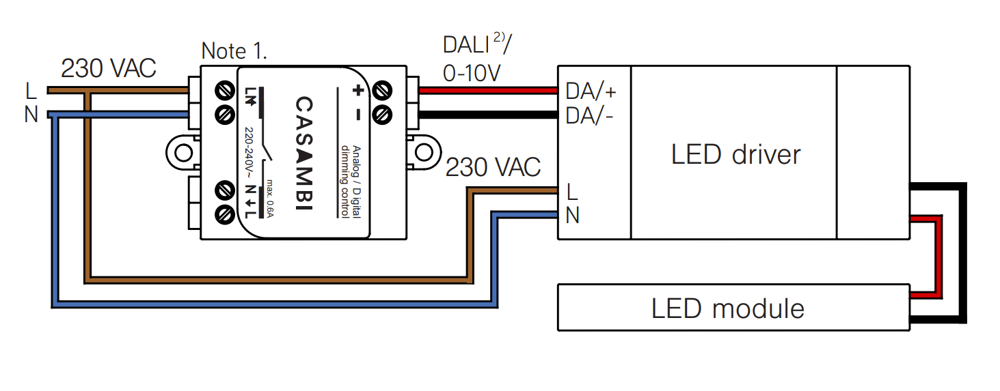 Note 1.
DALI 2)/
0-10V
230 VAC
L
N
LN
220-240V~
N L
max. 0.6A
CASAMBI
+
-
Analog / Digital
dimming control
DA/+
DA/-
LED driver
230 VAC
L
N
LED module